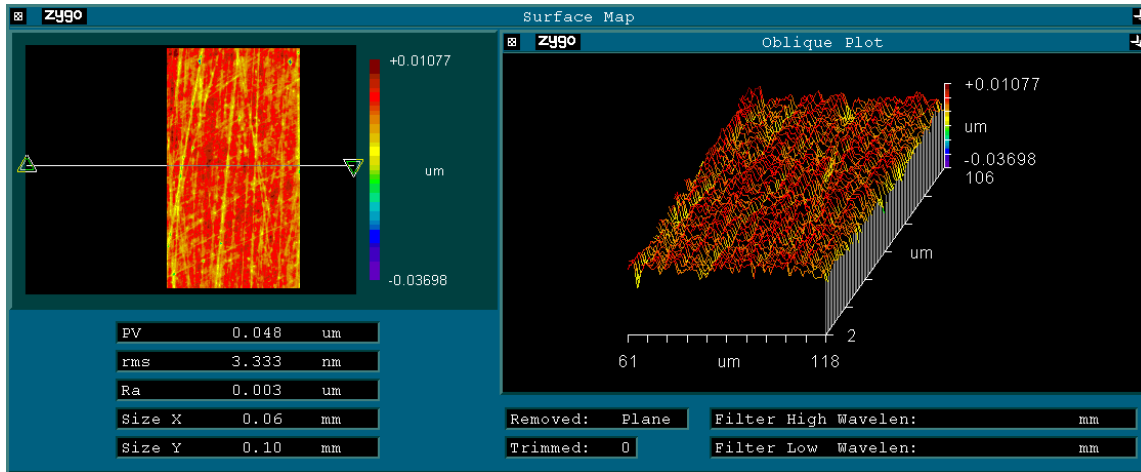 zygo Surface Map
+0.01077
um
-0.03698
zygo Oblique Plot
+0.01077
um
-0.03698
106
um
2
61 um 118
PV 0.048 um
rms 3.333 nm
Ra 0.003 um
Size X 0.06 mm
Size Y 0.10 mm
Removed: Plane
Trimmed: 0
Filter High Wavelen: mm
Filter Low Wavelen: mm